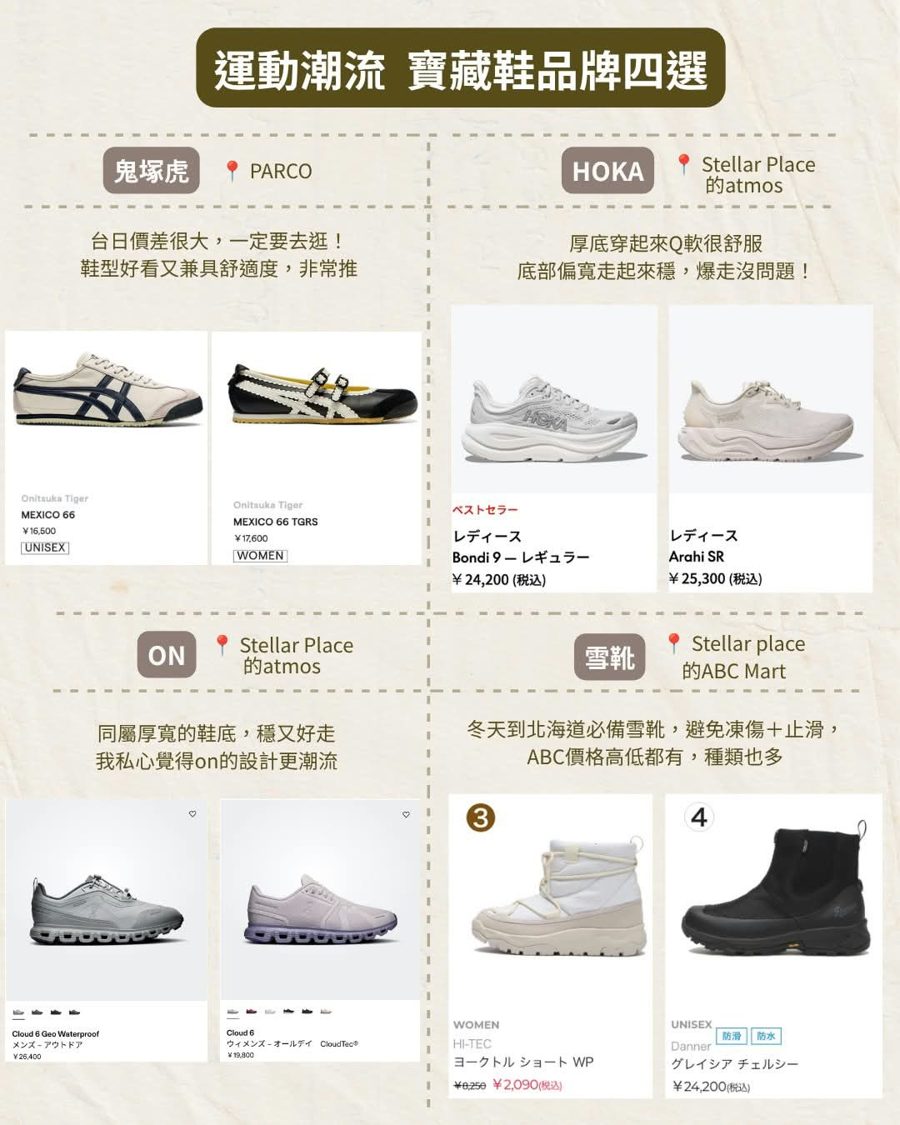 運動潮流 寶藏鞋品牌四選
鬼塚虎
PARCO
台日價差很大，一定要去逛！
鞋型好看又兼具舒適度，非常推
Onitsuka Tiger
MEXICO 66
￥16,500
UNISEX
Onitsuka Tiger
MEXICO 66 TGRS
￥17,600
WOMEN
HOKA
Stellar Place
的atmos
厚底穿起來Q軟很舒服
底部偏寬走起來穩，爆走沒問題！
HOKA
ベストセラー
レディース
Bondi 9 — レギュラー
￥24,200 (税込)
レディース
Arahi SR
￥25,300 (税込)
ON
Stellar Place
的atmos
同屬厚寬的鞋底，穩又好走
我私心覺得on的設計更潮流
Cloud 6 Geo Waterproof
メンズ – アウトドア
￥26,400
Cloud 6
ウィメンズ – オールデイ CloudTec®
￥19,800
雪靴
Stellar place
的ABC Mart
冬天到北海道必備雪靴，避免凍傷＋止滑，
ABC價格高低都有，種類也多
3
WOMEN
HI-TEC
ヨークトル ショート WP
￥8,250 ￥2,090(税込)
4
UNISEX
Danner 防滑 防水
グレイシア チェルシー
￥24,200(税込)